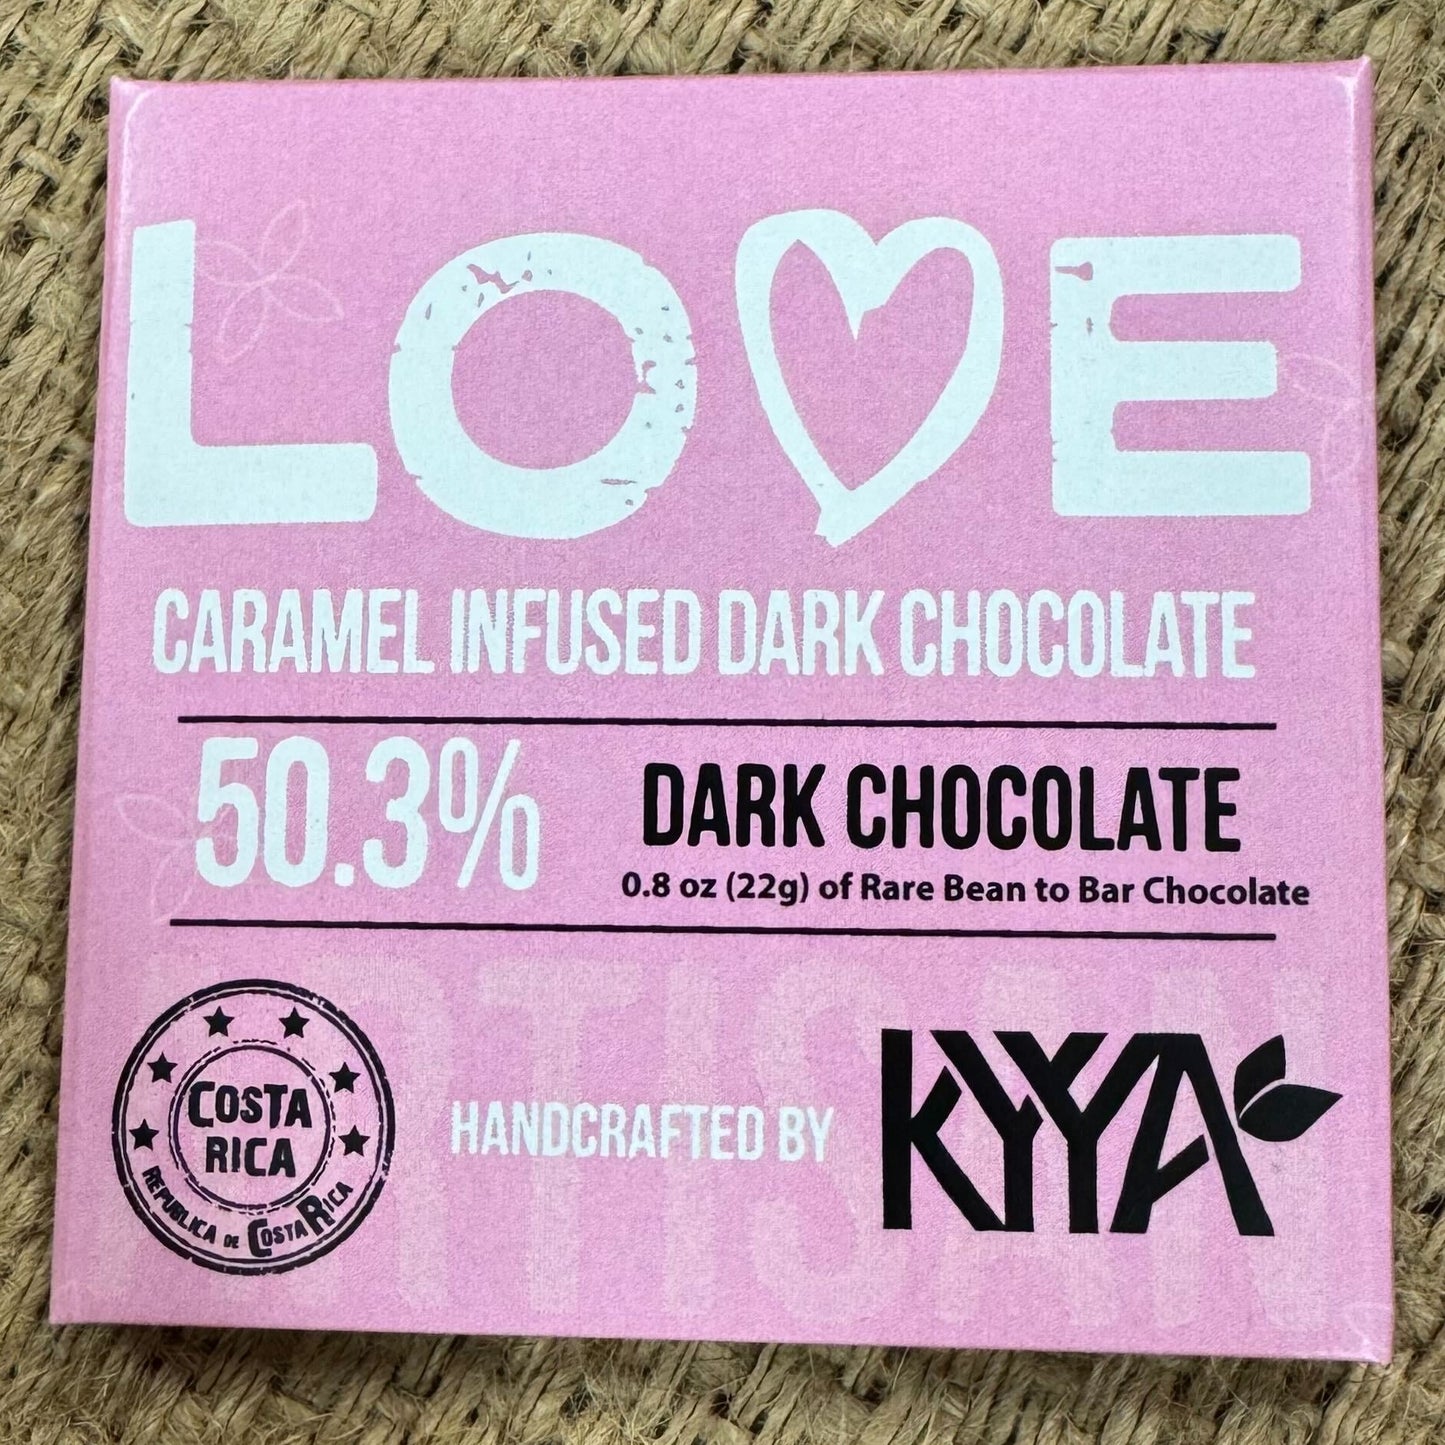 LOVE
CARAMEL INFUSED DARK CHOCOLATE
50.3%
DARK CHOCOLATE
0.8 oz (22g) of Rare Bean to Bar Chocolate
ARTISAN
COSTA
RICA
REPUBLICA DE COSTA RICA
HANDCRAFTED BY
KYYA